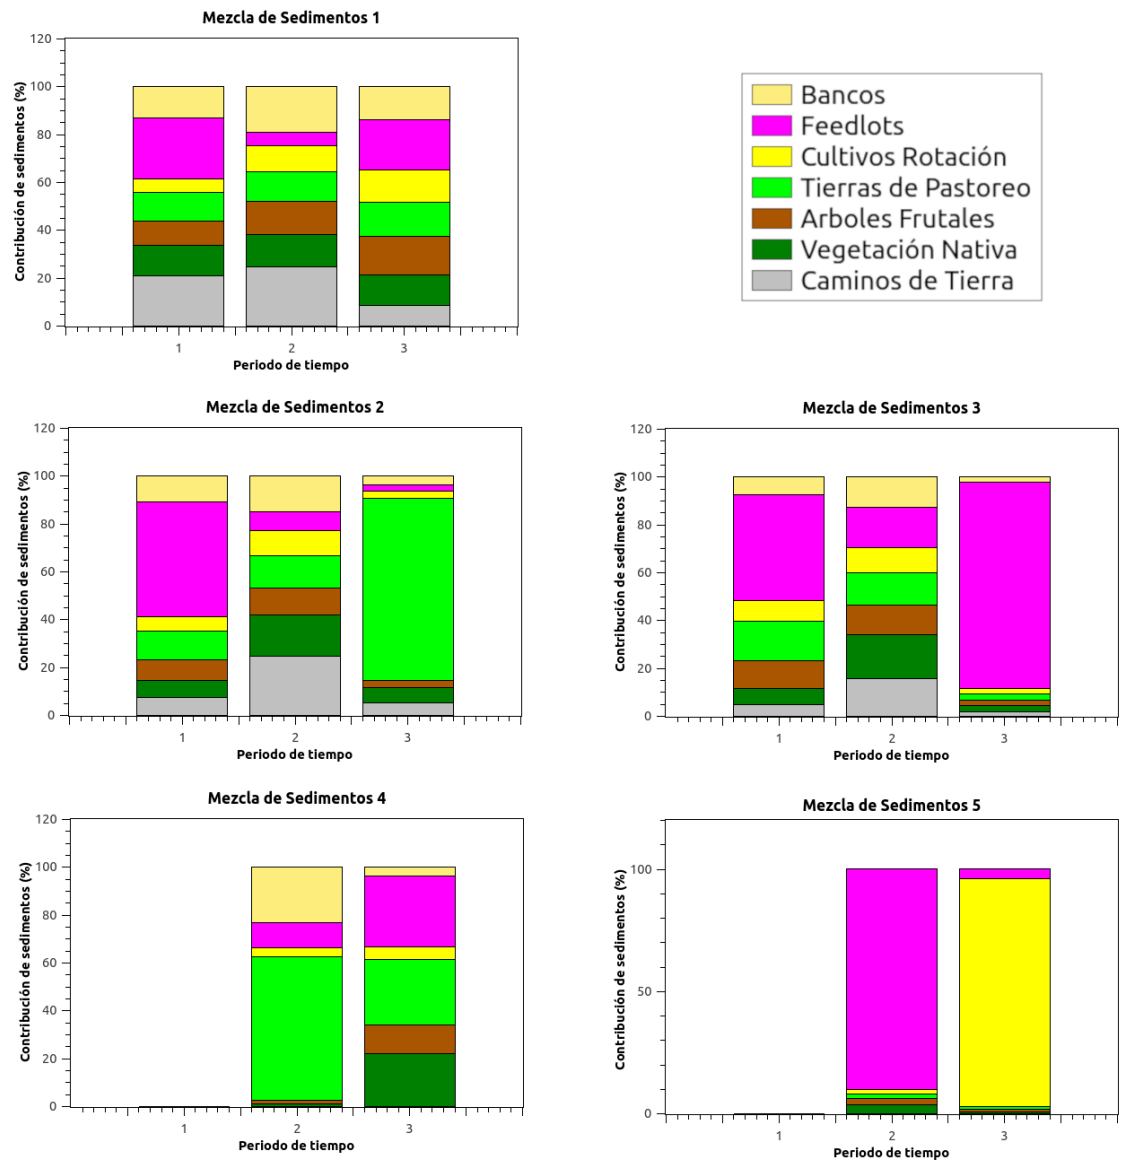 Mezcla de Sedimentos 1
Contribución de sedimentos (%)
120
100
80
60
40
20
0
1 2 3
Periodo de tiempo
Bancos
Feedlots
Cultivos Rotación
Tierras de Pastoreo
Arboles Frutales
Vegetación Nativa
Caminos de Tierra
Mezcla de Sedimentos 2
Contribución de sedimentos (%)
120
100
80
60
40
20
0
1 2 3
Periodo de tiempo
Mezcla de Sedimentos 3
Contribución de sedimentos (%)
120
100
80
60
40
20
0
1 2 3
Periodo de tiempo
Mezcla de Sedimentos 4
Contribución de sedimentos (%)
120
100
80
60
40
20
0
1 2 3
Periodo de tiempo
Mezcla de Sedimentos 5
Contribución de sedimentos (%)
100
50
0
1 2 3
Periodo de tiempo